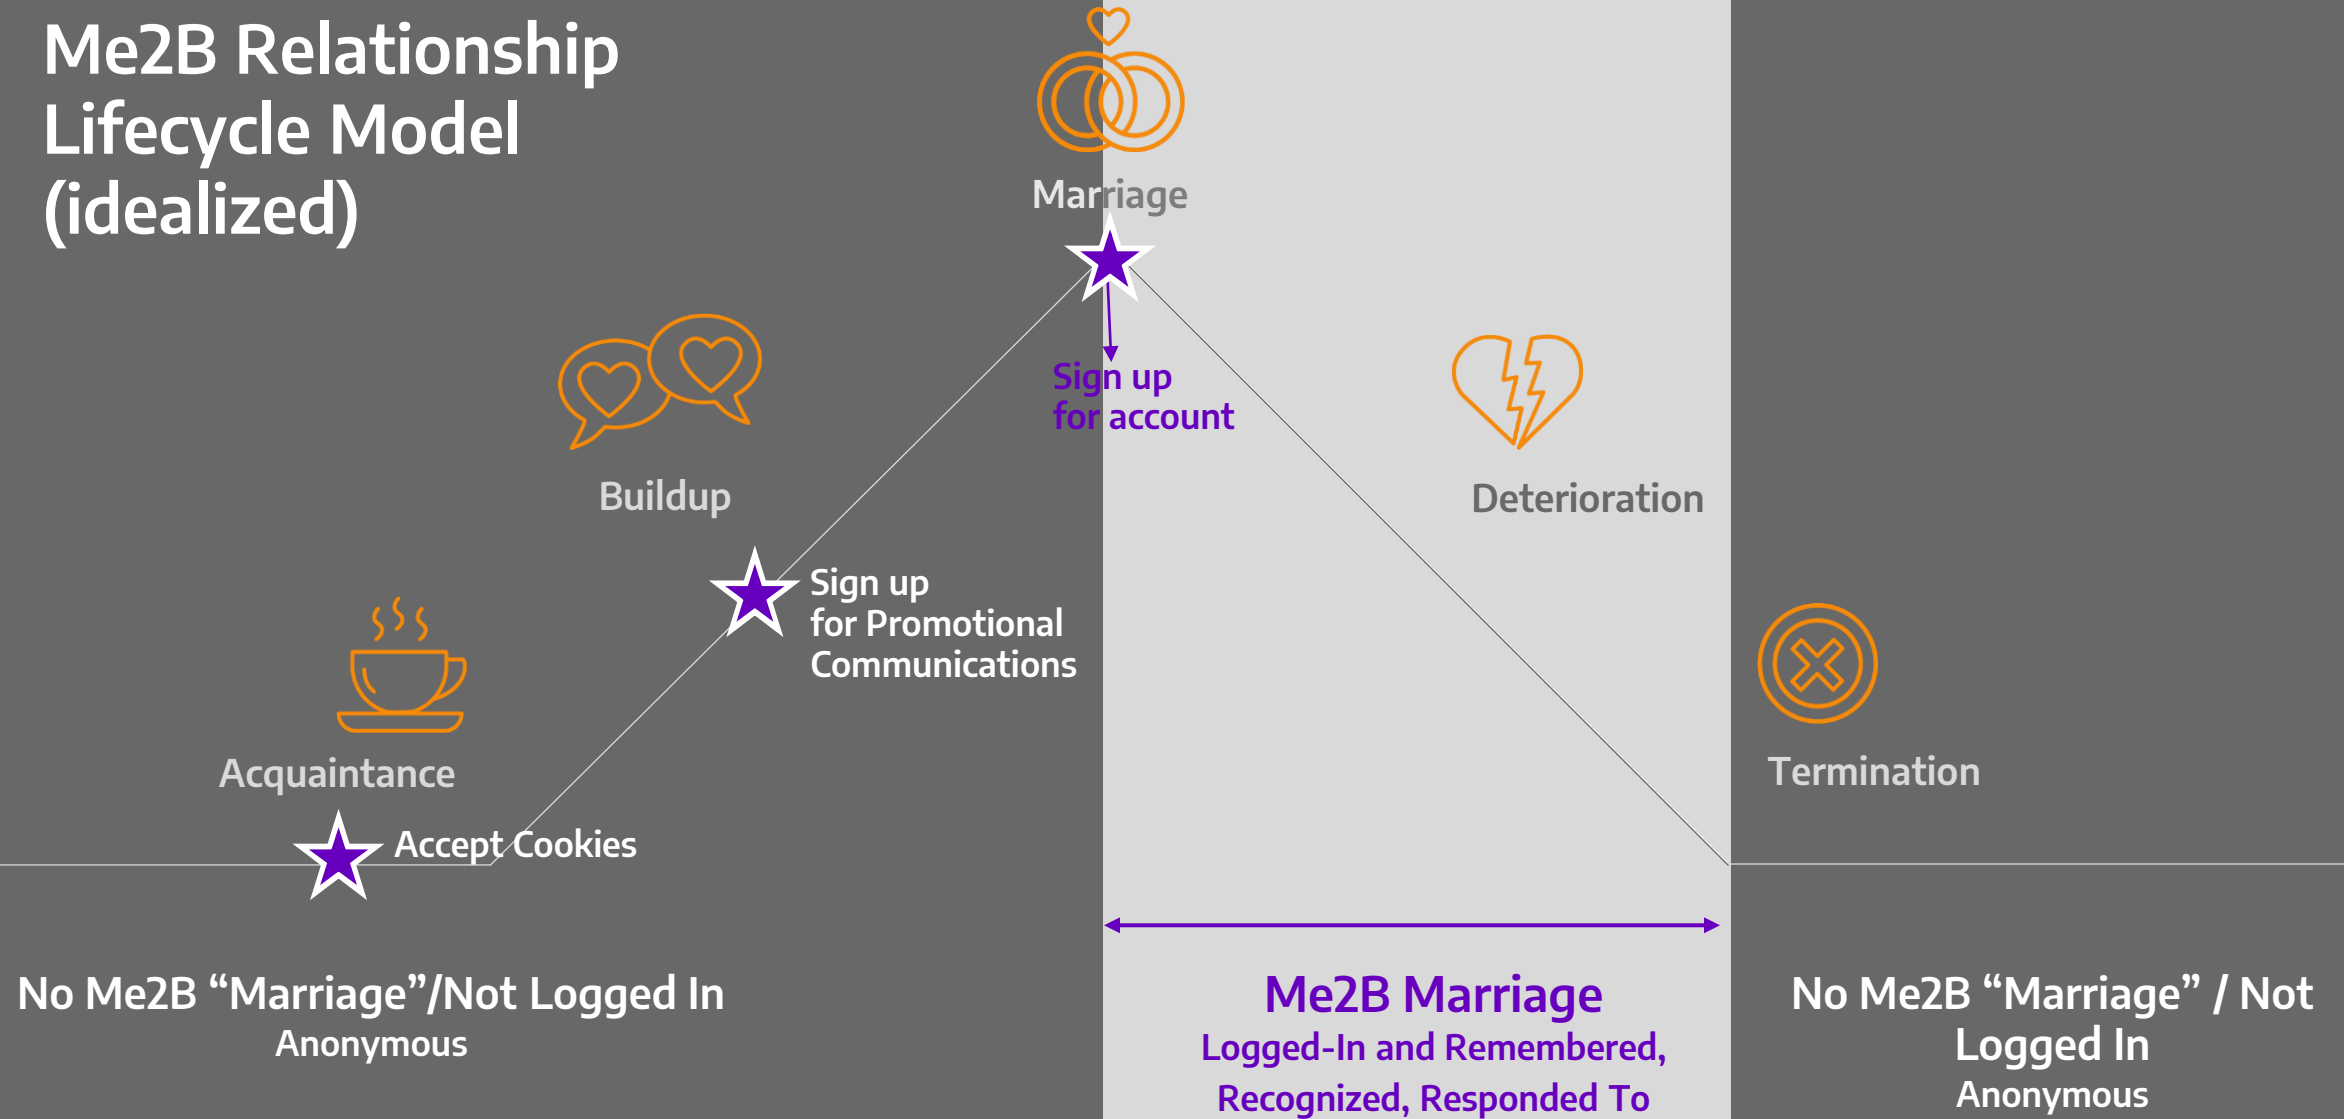 Me2B Relationship
Lifecycle Model
(idealized)
Marriage
Sign up
for account
Buildup
Deterioration
Sign up
for Promotional
Communications
Acquaintance
Termination
Accept Cookies
No Me2B “Marriage”/Not Logged In
Anonymous
Me2B Marriage
Logged-In and Remembered,
Recognized, Responded To
No Me2B “Marriage” / Not
Logged In
Anonymous